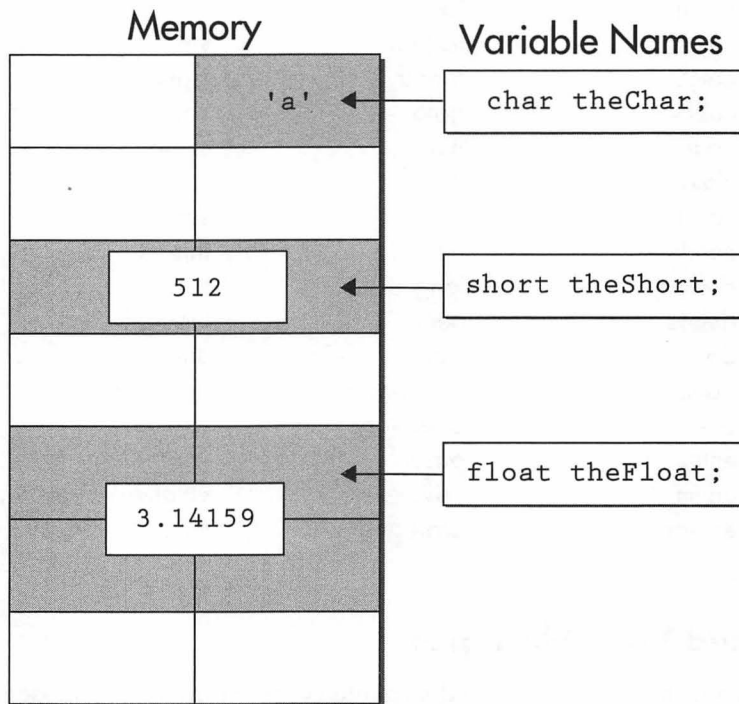 Memory
Variable Names
'a'
char theChar;
512
short theShort;
float theFloat;
3.14159